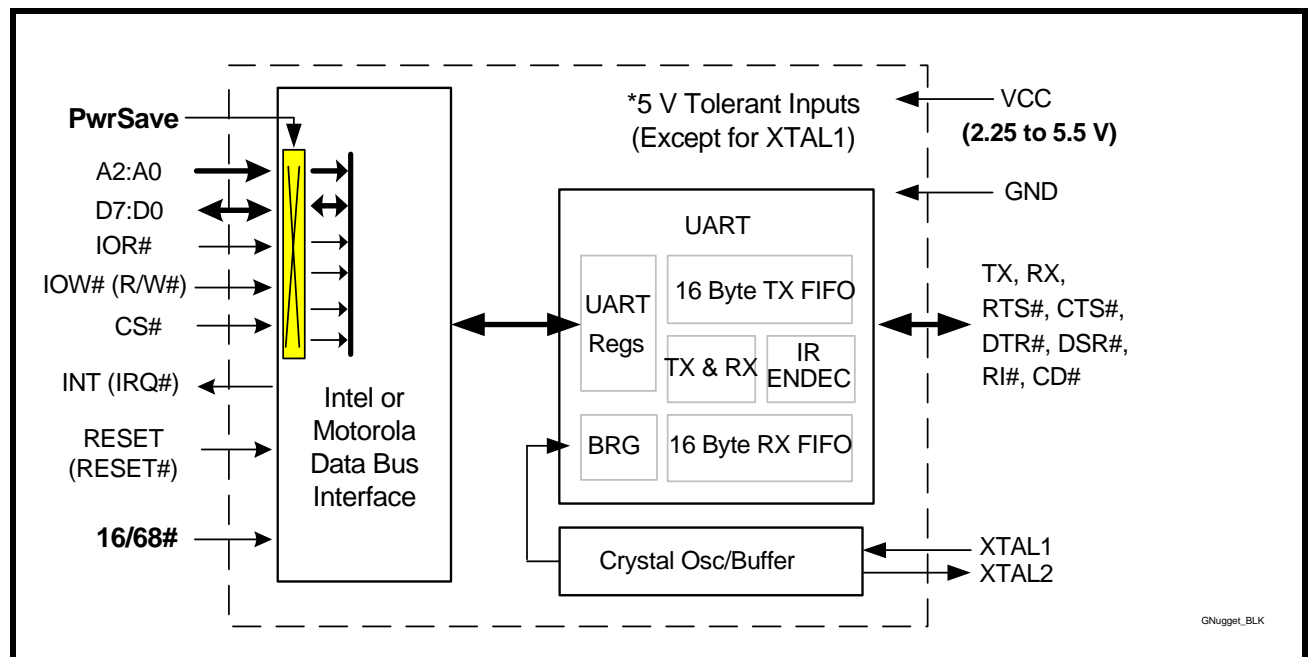 PwrSave
A2:A0
D7:D0
IOR#
IOW# (R/W#)
CS#
INT (IRQ#)
RESET
(RESET#)
16/68#
Intel or
Motorola
Data Bus
Interface
*5 V Tolerant Inputs
(Except for XTAL1)
UART
UART
Regs
16 Byte TX FIFO
TX & RX
IR
ENDEC
BRG
16 Byte RX FIFO
Crystal Osc/Buffer
VCC
(2.25 to 5.5 V)
GND
TX, RX,
RTS#, CTS#,
DTR#, DSR#,
RI#, CD#
XTAL1
XTAL2
GNugget_BLK